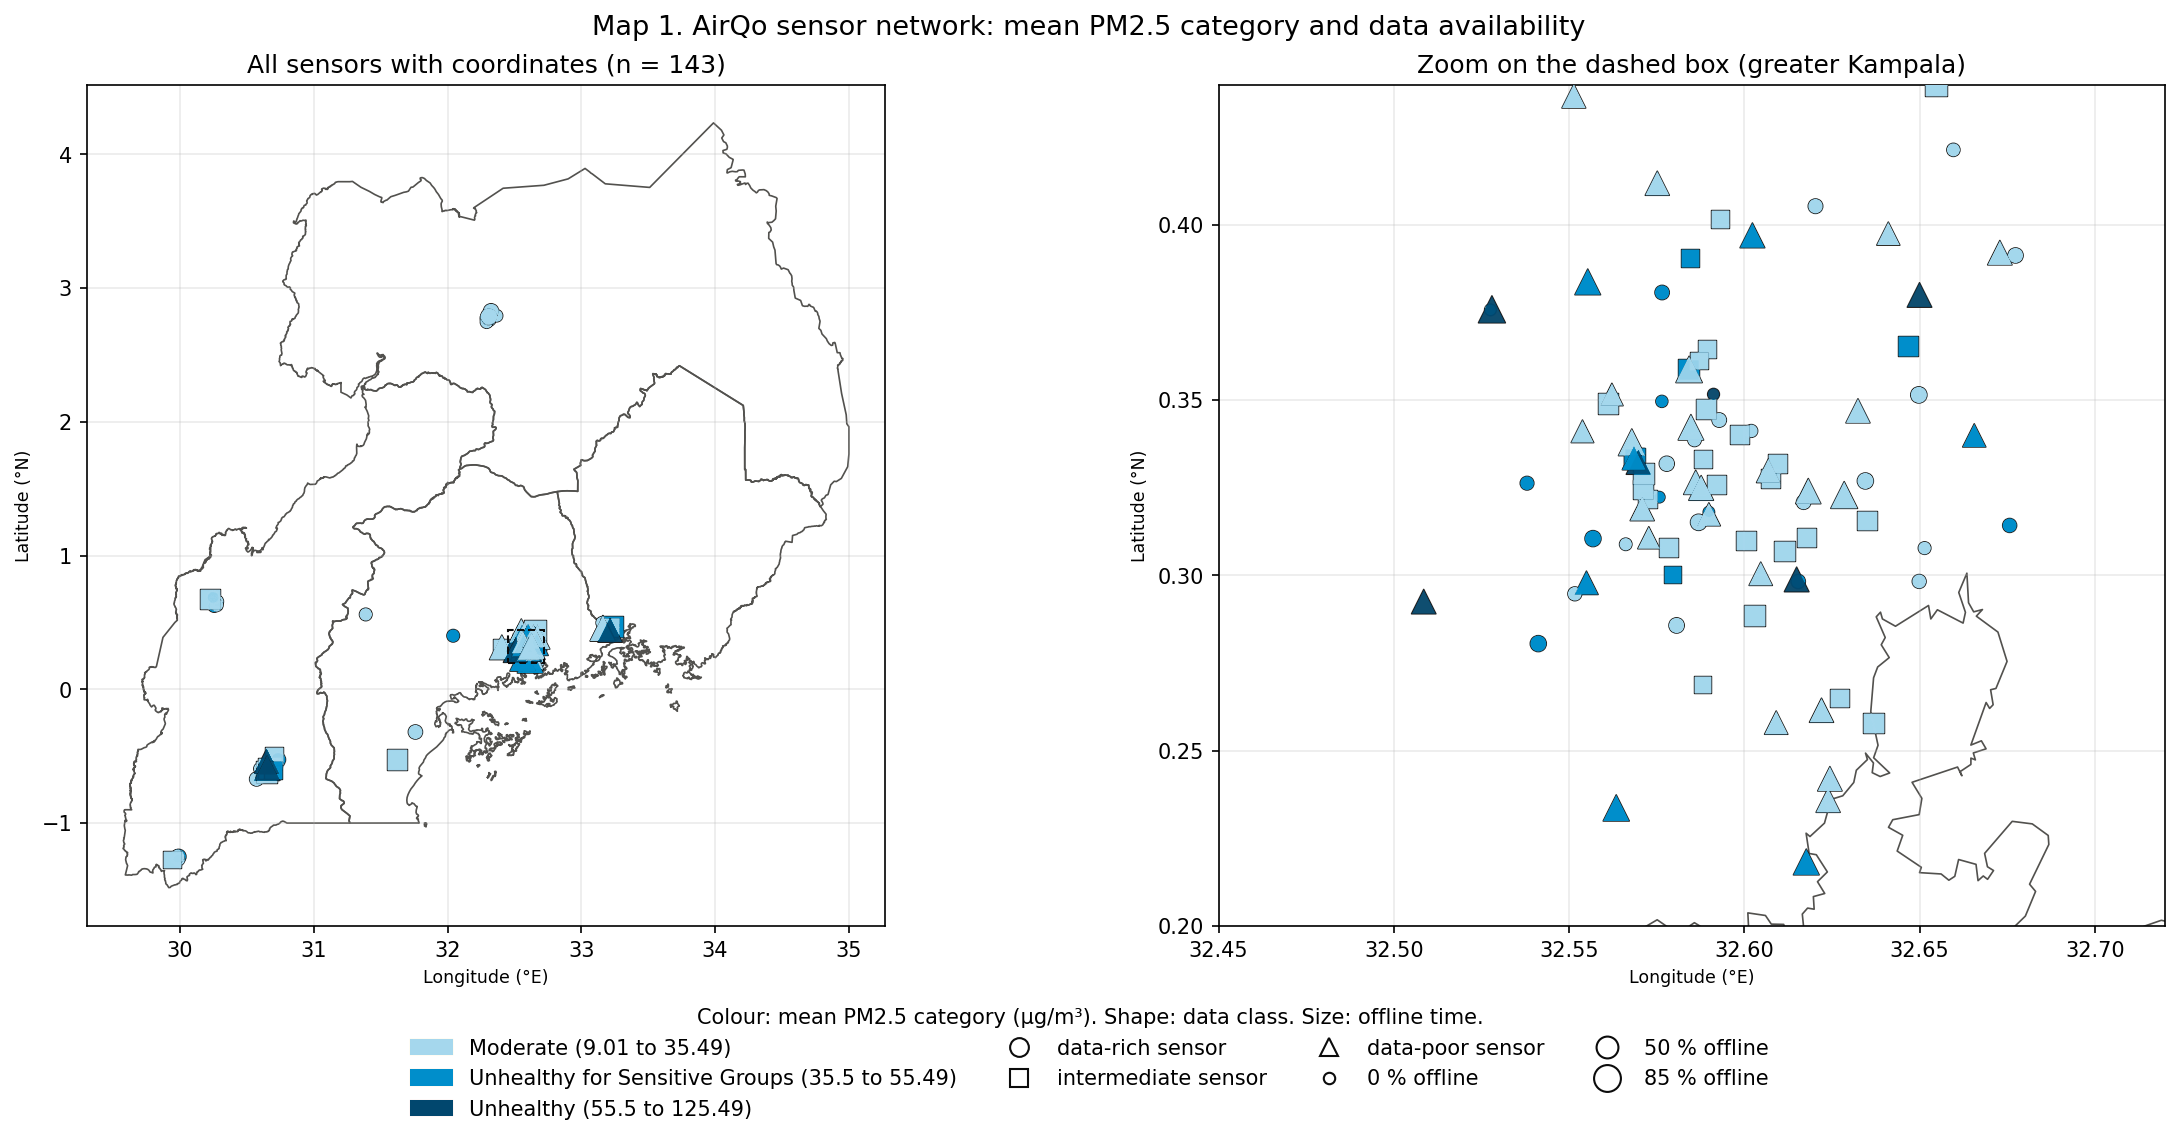 Map 1. AirQo sensor network: mean PM2.5 category and data availability
All sensors with coordinates (n = 143)
4
3
2
1
0
−1
Latitude (°N)
30 31 32 33 34 35
Longitude (°E)
Zoom on the dashed box (greater Kampala)
0.40
0.35
0.30
0.25
0.20
Latitude (°N)
32.45 32.50 32.55 32.60 32.65 32.70
Longitude (°E)
Colour: mean PM2.5 category (µg/m³). Shape: data class. Size: offline time.
Moderate (9.01 to 35.49)
Unhealthy for Sensitive Groups (35.5 to 55.49)
Unhealthy (55.5 to 125.49)
data-rich sensor
intermediate sensor
data-poor sensor
0 % offline
50 % offline
85 % offline